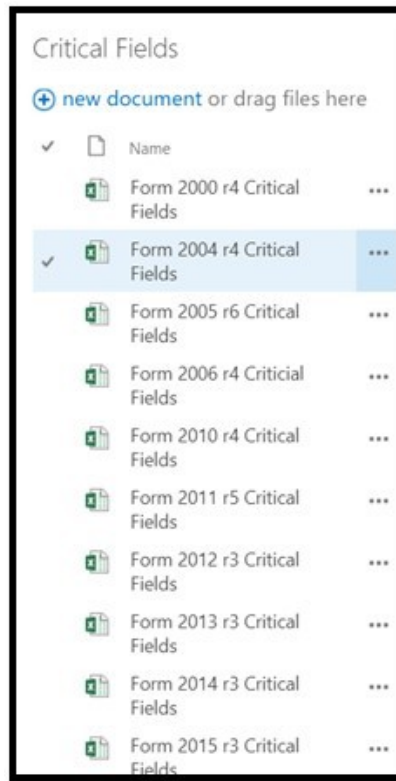 Critical Fields
new document or drag files here
Name
Form 2000 r4 Critical
Fields
Form 2004 r4 Critical
Fields
Form 2005 r6 Critical
Fields
Form 2006 r4 Criticial
Fields
Form 2010 r4 Critical
Fields
Form 2011 r5 Critical
Fields
Form 2012 r3 Critical
Fields
Form 2013 r3 Critical
Fields
Form 2014 r3 Critical
Fields
Form 2015 r3 Critical
Fields